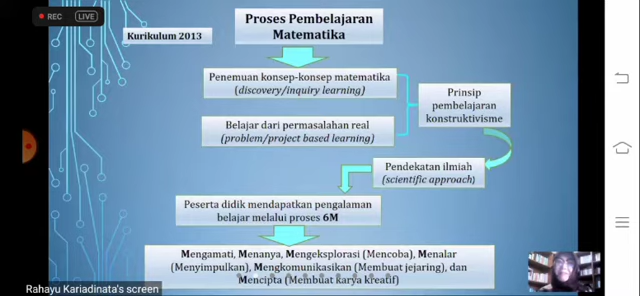 REC
LIVE
Kurikulum 2013
Proses Pembelajaran
Matematika
Penemuan konsep-konsep matematika
(discovery/inquiry learning)
Belajar dari permasalahan real
(problem/project based learning)
Prinsip
pembelajaran
konstruktivisme
Pendekatan ilmiah
(scientific approach)
Peserta didik mendapatkan pengalaman
belajar melalui proses 6M
Mengamati, Menanya, Mengeksplorasi (Mencoba), Menalar
(Menyimpulkan), Mengkomunikasikan (Membuat jejaring), dan
Mencipta (Membuat karya kreatif)
Rahayu Kariadinata's screen